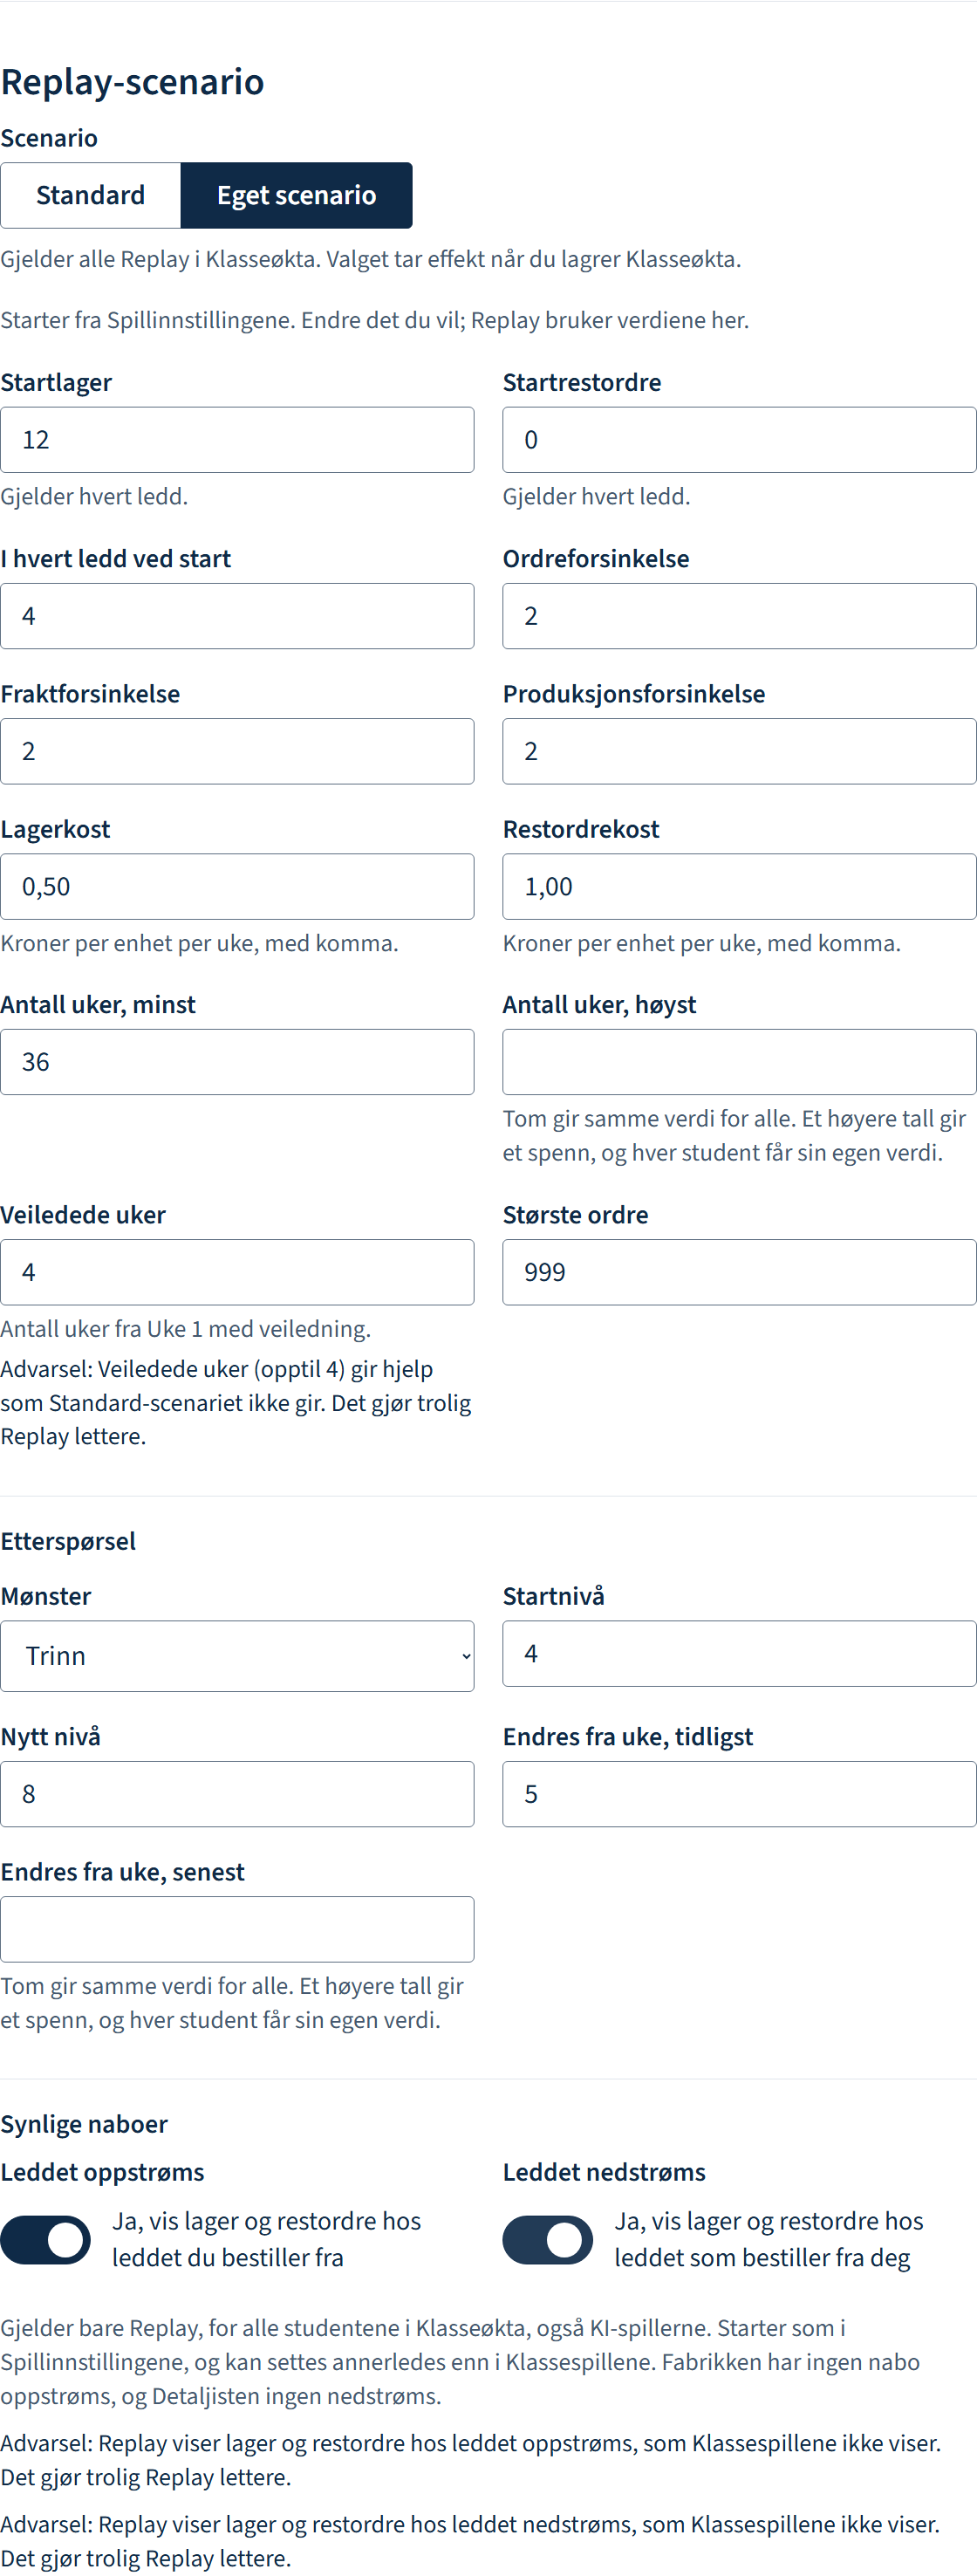 Replay-scenario
Scenario
Standard
Eget scenario
Gjelder alle Replay i Klasseøkta. Valget tar effekt når du lagrer Klasseøkta.
Starter fra Spillinnstillingene. Endre det du vil; Replay bruker verdiene her.
Startlager
Startrestordre
12
0
Gjelder hvert ledd.
Gjelder hvert ledd.
I hvert ledd ved start
Ordreforsinkelse
4
2
Fraktforsinkelse
Produksjonsforsinkelse
2
2
Lagerkost
Restordrekost
0,50
1,00
Kroner per enhet per uke, med komma.
Kroner per enhet per uke, med komma.
Antall uker, minst
Antall uker, høyst
36
Tom gir samme verdi for alle. Et høyere tall gir
et spenn, og hver student får sin egen verdi.
Veiledede uker
Største ordre
4
999
Antall uker fra Uke 1 med veiledning.
Advarsel: Veiledede uker (opptil 4) gir hjelp
som Standard-scenariet ikke gir. Det gjør trolig
Replay lettere.
Etterspørsel
Mønster
Startnivå
Trinn
4
Nytt nivå
Endres fra uke, tidligst
8
5
Endres fra uke, senest
Tom gir samme verdi for alle. Et høyere tall gir
et spenn, og hver student får sin egen verdi.
Synlige naboer
Leddet oppstrøms
Leddet nedstrøms
Ja, vis lager og restordre hos
leddet du bestiller fra
Ja, vis lager og restordre hos
leddet som bestiller fra deg
Gjelder bare Replay, for alle studentene i Klasseøkta, også KI-spillerne. Starter som i
Spillinnstillingene, og kan settes annerledes enn i Klassespillene. Fabrikken har ingen nabo
oppstrøms, og Detaljisten ingen nedstrøms.
Advarsel: Replay viser lager og restordre hos leddet oppstrøms, som Klassespillene ikke viser.
Det gjør trolig Replay lettere.
Advarsel: Replay viser lager og restordre hos leddet nedstrøms, som Klassespillene ikke viser.
Det gjør trolig Replay lettere.